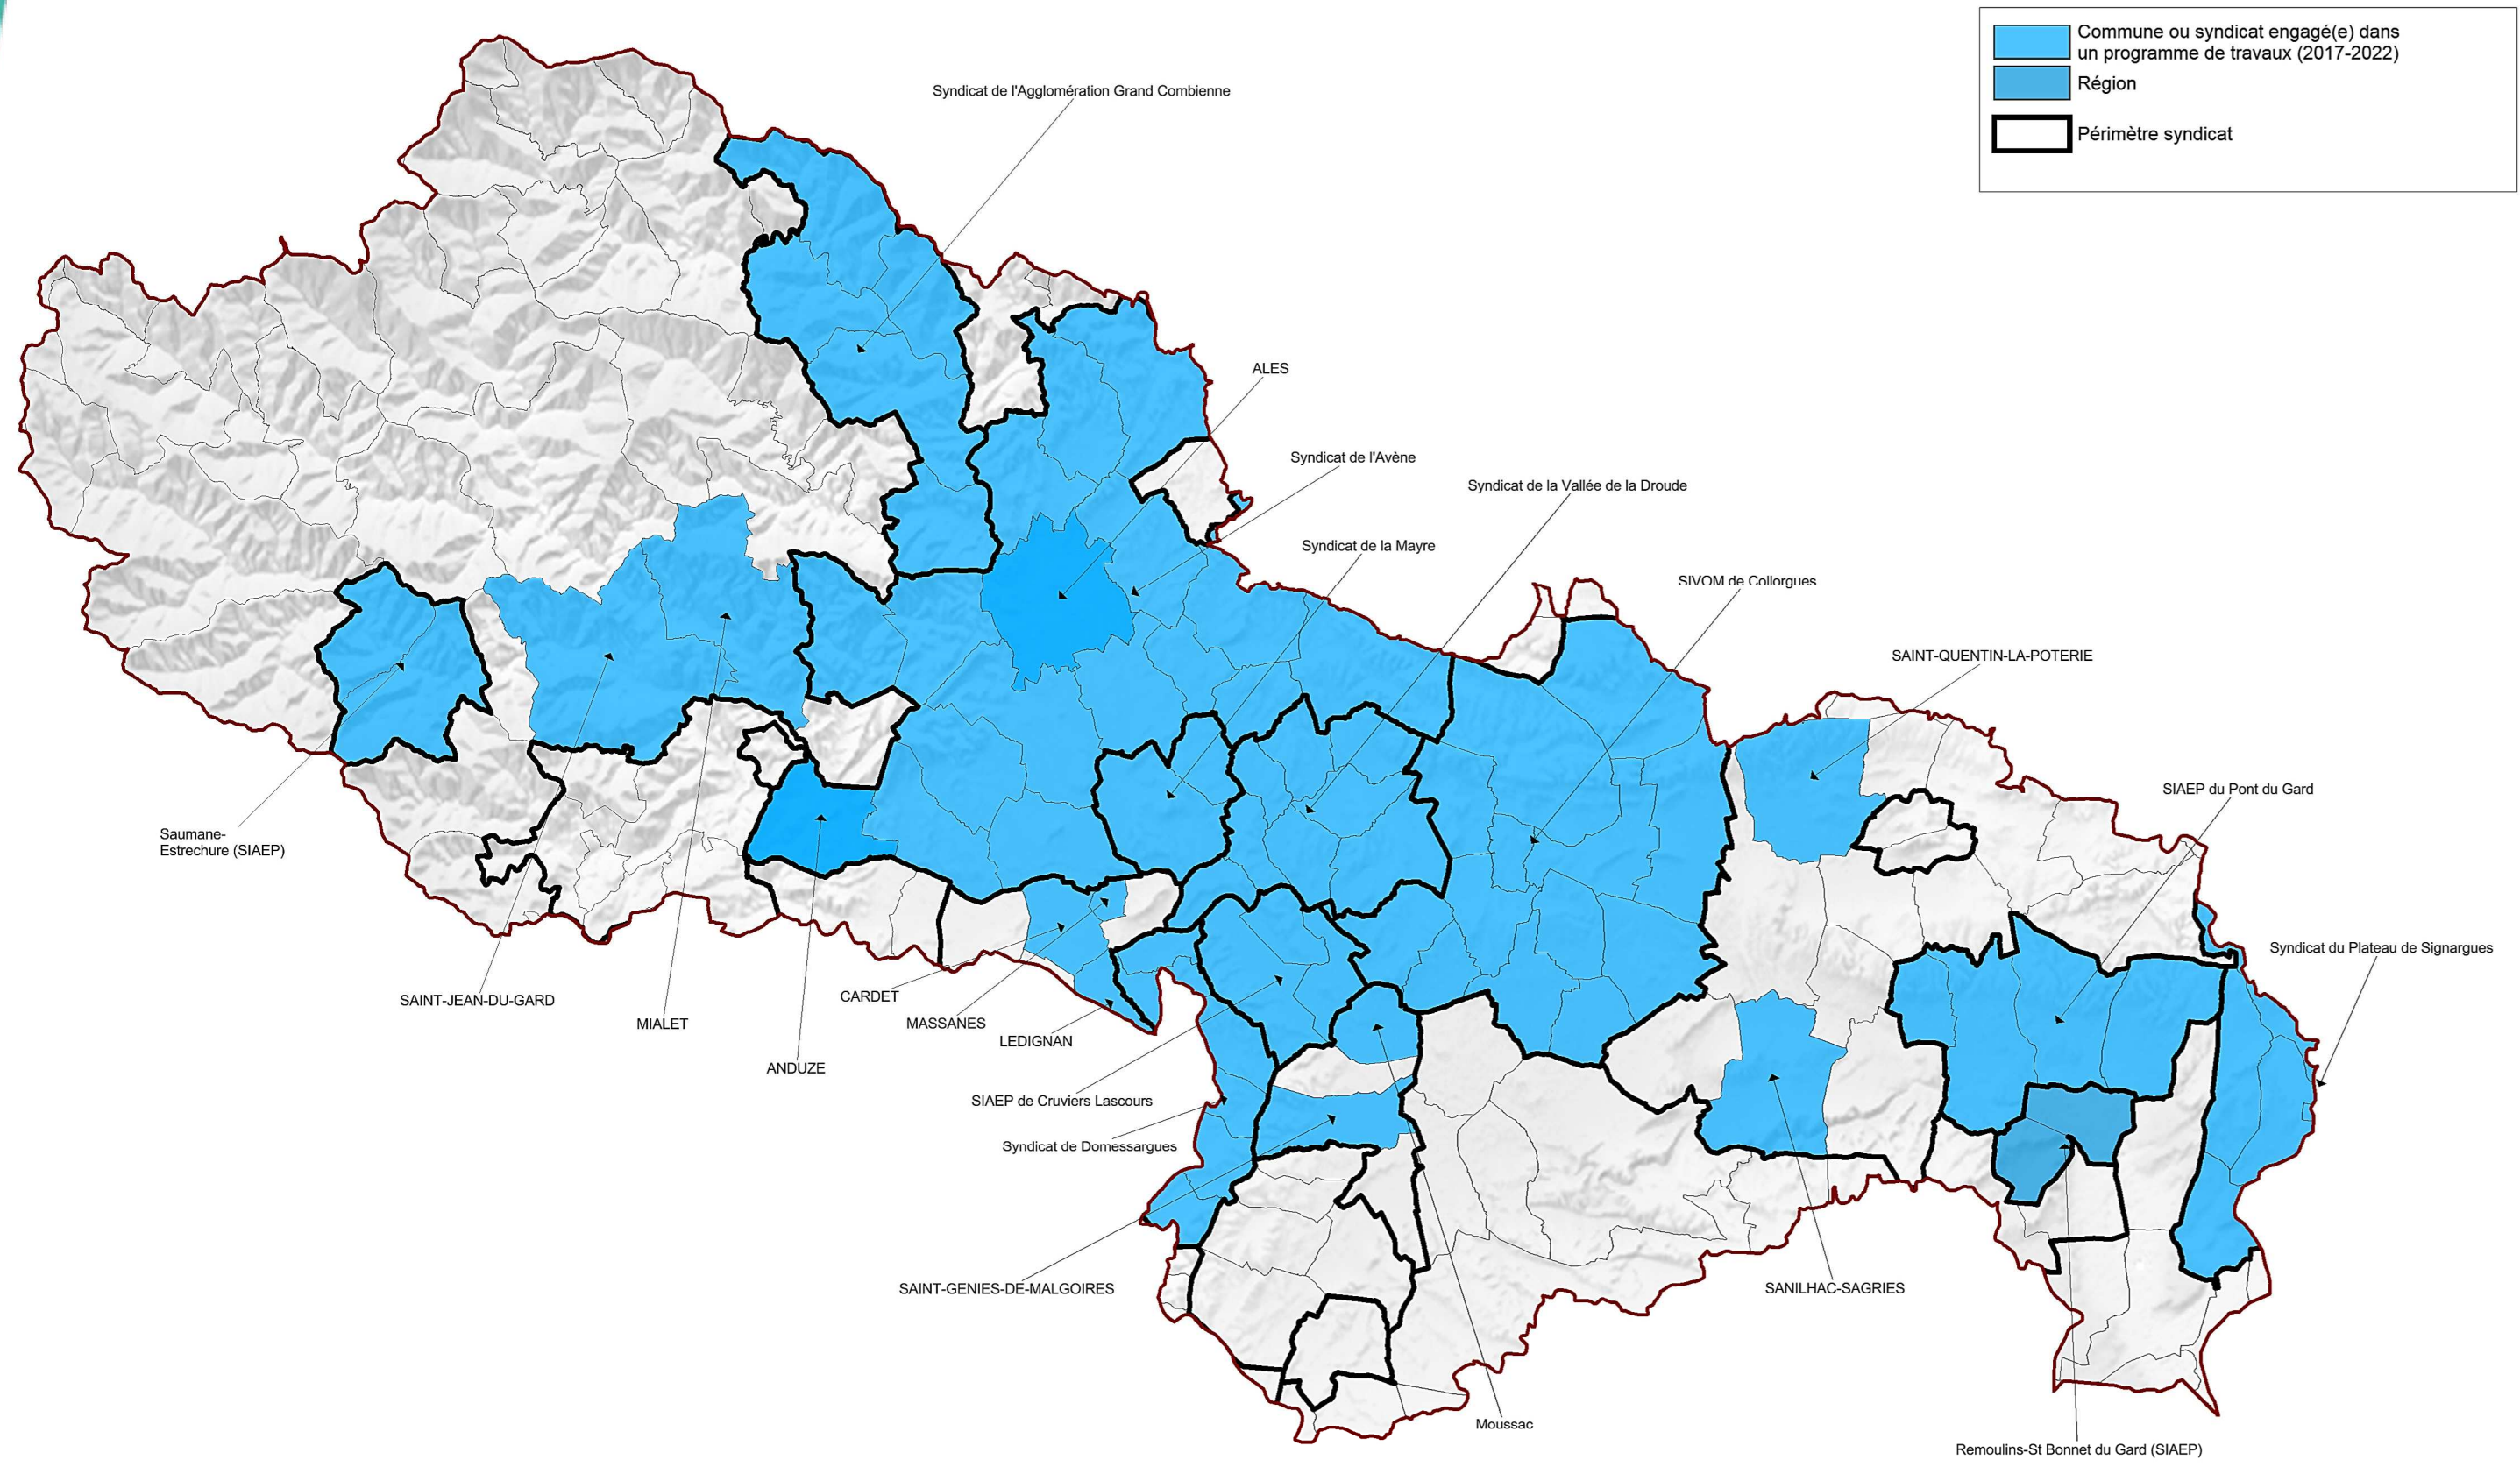 Commune ou syndicat engagé(e) dans
un programme de travaux (2017-2022)
Région
Périmètre syndicat
Syndicat de l'Agglomération Grand Combienne
ALES
Syndicat de l'Avène
Syndicat de la Vallée de la Droude
Syndicat de la Mayre
SIVOM de Collorgues
SAINT-QUENTIN-LA-POTERIE
SIAEP du Pont du Gard
Saumane-
Estrechure (SIAEP)
Syndicat du Plateau de Signargues
SAINT-JEAN-DU-GARD
CARDET
MIALET
MASSANES
LEDIGNAN
ANDUZE
SIAEP de Cruviers Lascours
Syndicat de Domessargues
SAINT-GENIES-DE-MALGOIRES
SANILHAC-SAGRIES
Moussac
Remoulins-St Bonnet du Gard (SIAEP)